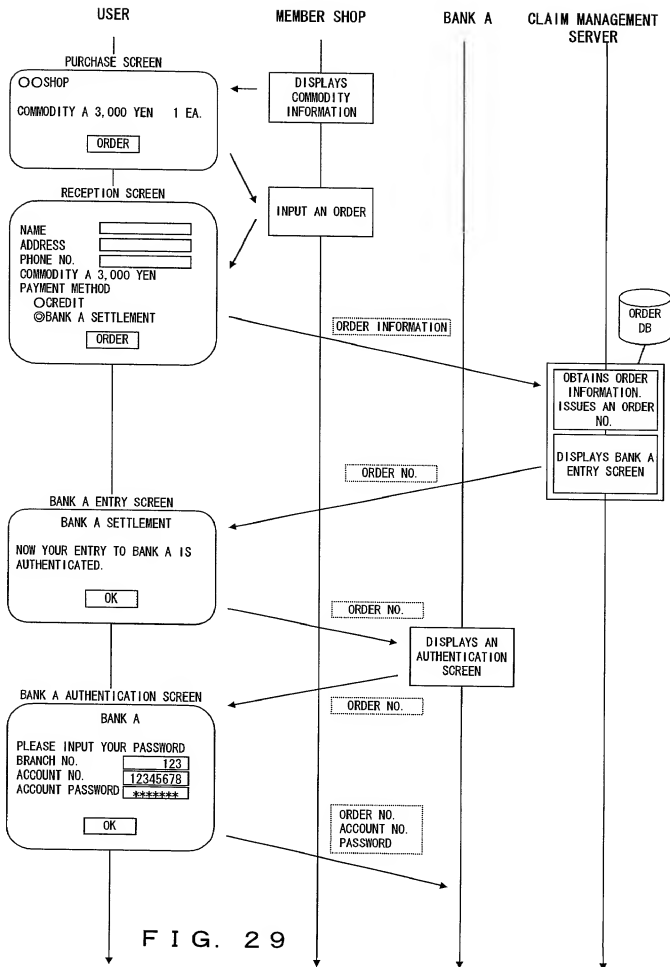 USER
MEMBER SHOP
BANK A
CLAIM MANAGEMENT
SERVER
PURCHASE SCREEN
○○SHOP
COMMODITY A 3,000 YEN 1 EA.
ORDER
DISPLAYS
COMMODITY
INFORMATION
RECEPTION SCREEN
INPUT AN ORDER
NAME
ADDRESS
PHONE NO.
COMMODITY A 3,000 YEN
PAYMENT METHOD
○CREDIT
◎BANK A SETTLEMENT
ORDER
ORDER INFORMATION
ORDER
DB
OBTAINS ORDER
INFORMATION.
ISSUES AN ORDER
NO.
DISPLAYS BANK A
ENTRY SCREEN
ORDER NO.
BANK A ENTRY SCREEN
BANK A SETTLEMENT
NOW YOUR ENTRY TO BANK A IS
AUTHENTICATED.
OK
ORDER NO.
DISPLAYS AN
AUTHENTICATION
SCREEN
BANK A AUTHENTICATION SCREEN
ORDER NO.
BANK A
PLEASE INPUT YOUR PASSWORD
BRANCH NO. 123
ACCOUNT NO. 12345678
ACCOUNT PASSWORD *******
OK
ORDER NO.
ACCOUNT NO.
PASSWORD
FIG. 29